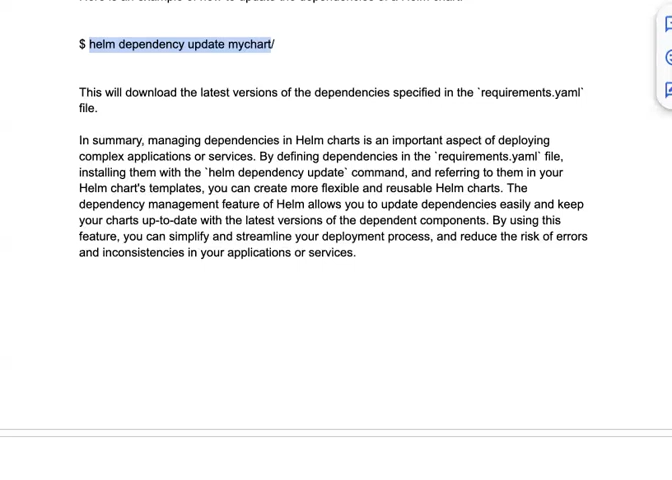 $ helm dependency update mychart/
This will download the latest versions of the dependencies specified in the `requirements.yaml`
file.
In summary, managing dependencies in Helm charts is an important aspect of deploying
complex applications or services. By defining dependencies in the `requirements.yaml` file,
installing them with the `helm dependency update` command, and referring to them in your
Helm chart's templates, you can create more flexible and reusable Helm charts. The
dependency management feature of Helm allows you to update dependencies easily and keep
your charts up-to-date with the latest versions of the dependent components. By using this
feature, you can simplify and streamline your deployment process, and reduce the risk of errors
and inconsistencies in your applications or services.